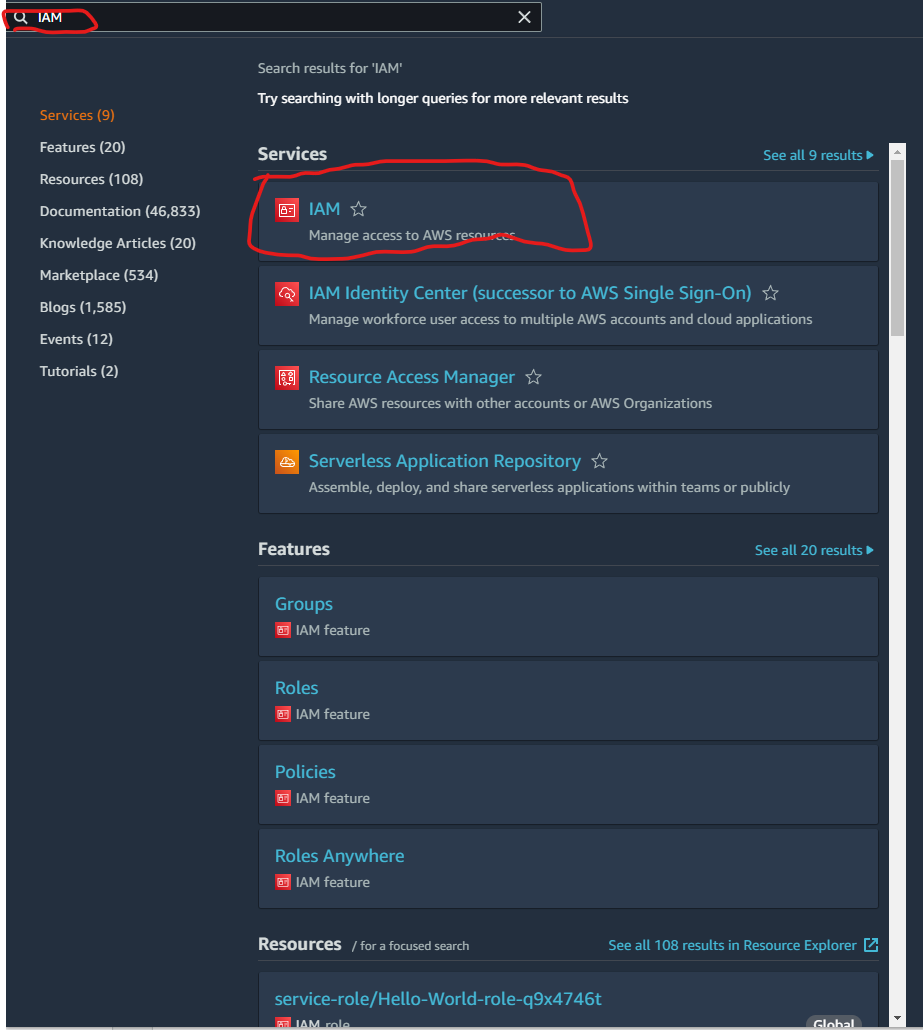 IAM
Search results for 'IAM'
Try searching with longer queries for more relevant results
Services (9)
Features (20)
Resources (108)
Documentation (46,833)
Knowledge Articles (20)
Marketplace (534)
Blogs (1,585)
Events (12)
Tutorials (2)
Services
See all 9 results
IAM
Manage access to AWS resources
IAM Identity Center (successor to AWS Single Sign-On)
Manage workforce user access to multiple AWS accounts and cloud applications
Resource Access Manager
Share AWS resources with other accounts or AWS Organizations
Serverless Application Repository
Assemble, deploy, and share serverless applications within teams or publicly
Features
See all 20 results
Groups
IAM feature
Roles
IAM feature
Policies
IAM feature
Roles Anywhere
IAM feature
Resources / for a focused search
See all 108 results in Resource Explorer
service-role/Hello-World-role-q9x4746t
IAM role
Global